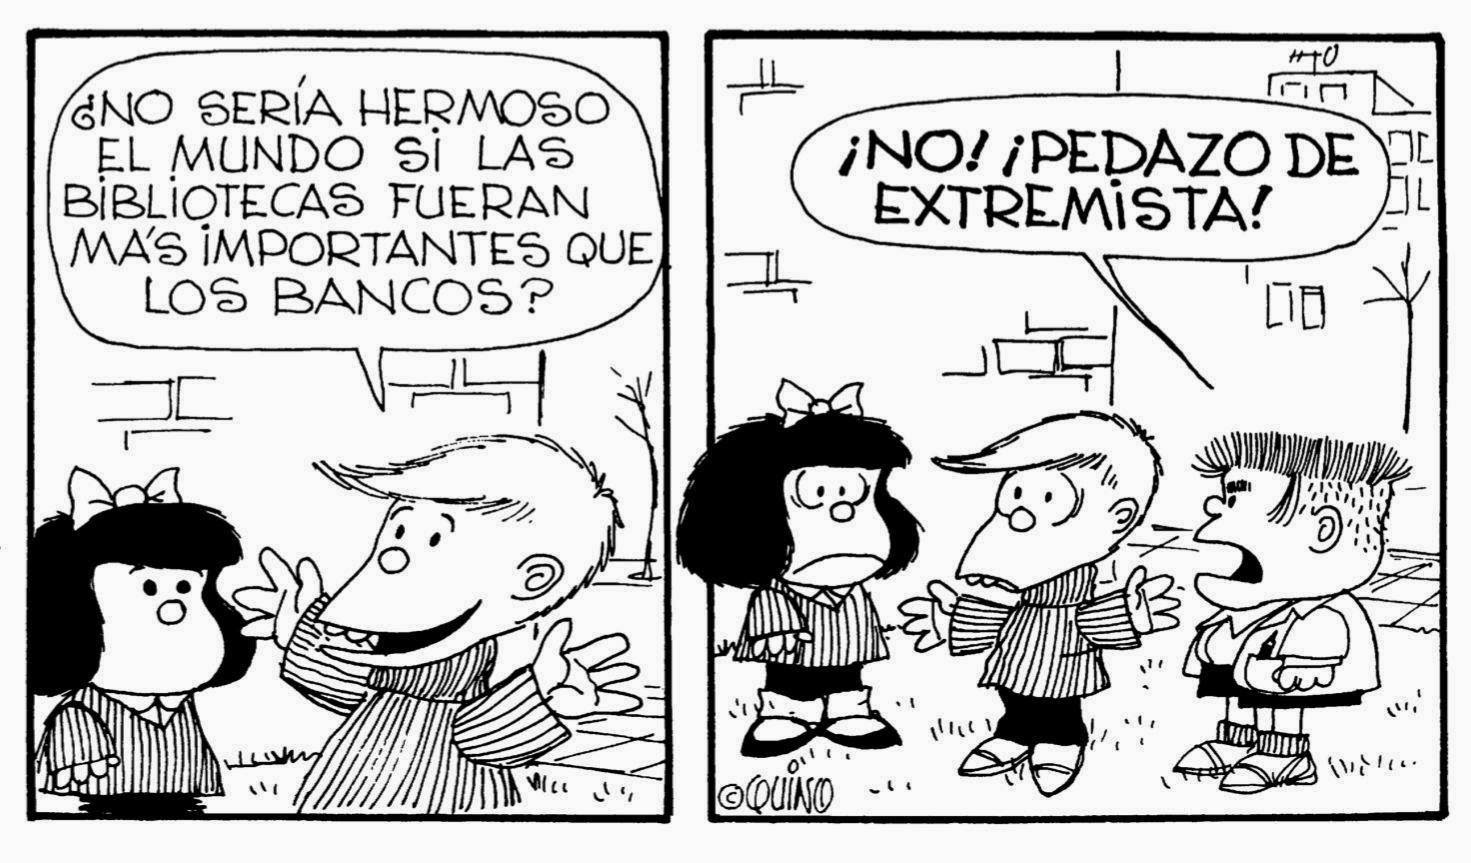 ¿NO SERÍA HERMOSO
EL MUNDO SI LAS
BIBLIOTECAS FUERAN
MÁS IMPORTANTES QUE
LOS BANCOS?
¡NO! ¡PEDAZO DE
EXTREMISTA!
©QUINO